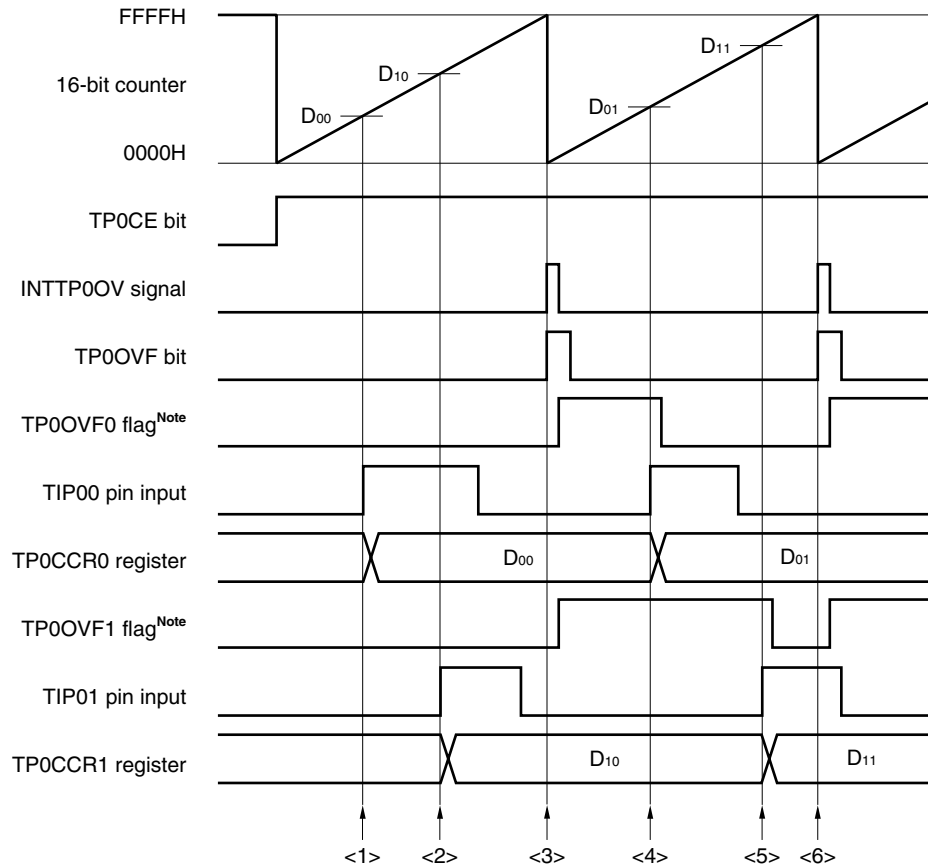 FFFFH
D11
D10
16-bit counter
D01
D00
0000H
TP0CE bit
INTTP0OV signal
TP0OVF bit
TP0OVF0 flagNote
TIP00 pin input
TP0CCR0 register
D00
D01
TP0OVF1 flagNote
TIP01 pin input
TP0CCR1 register
D10
D11
<1> <2> <3> <4> <5> <6>